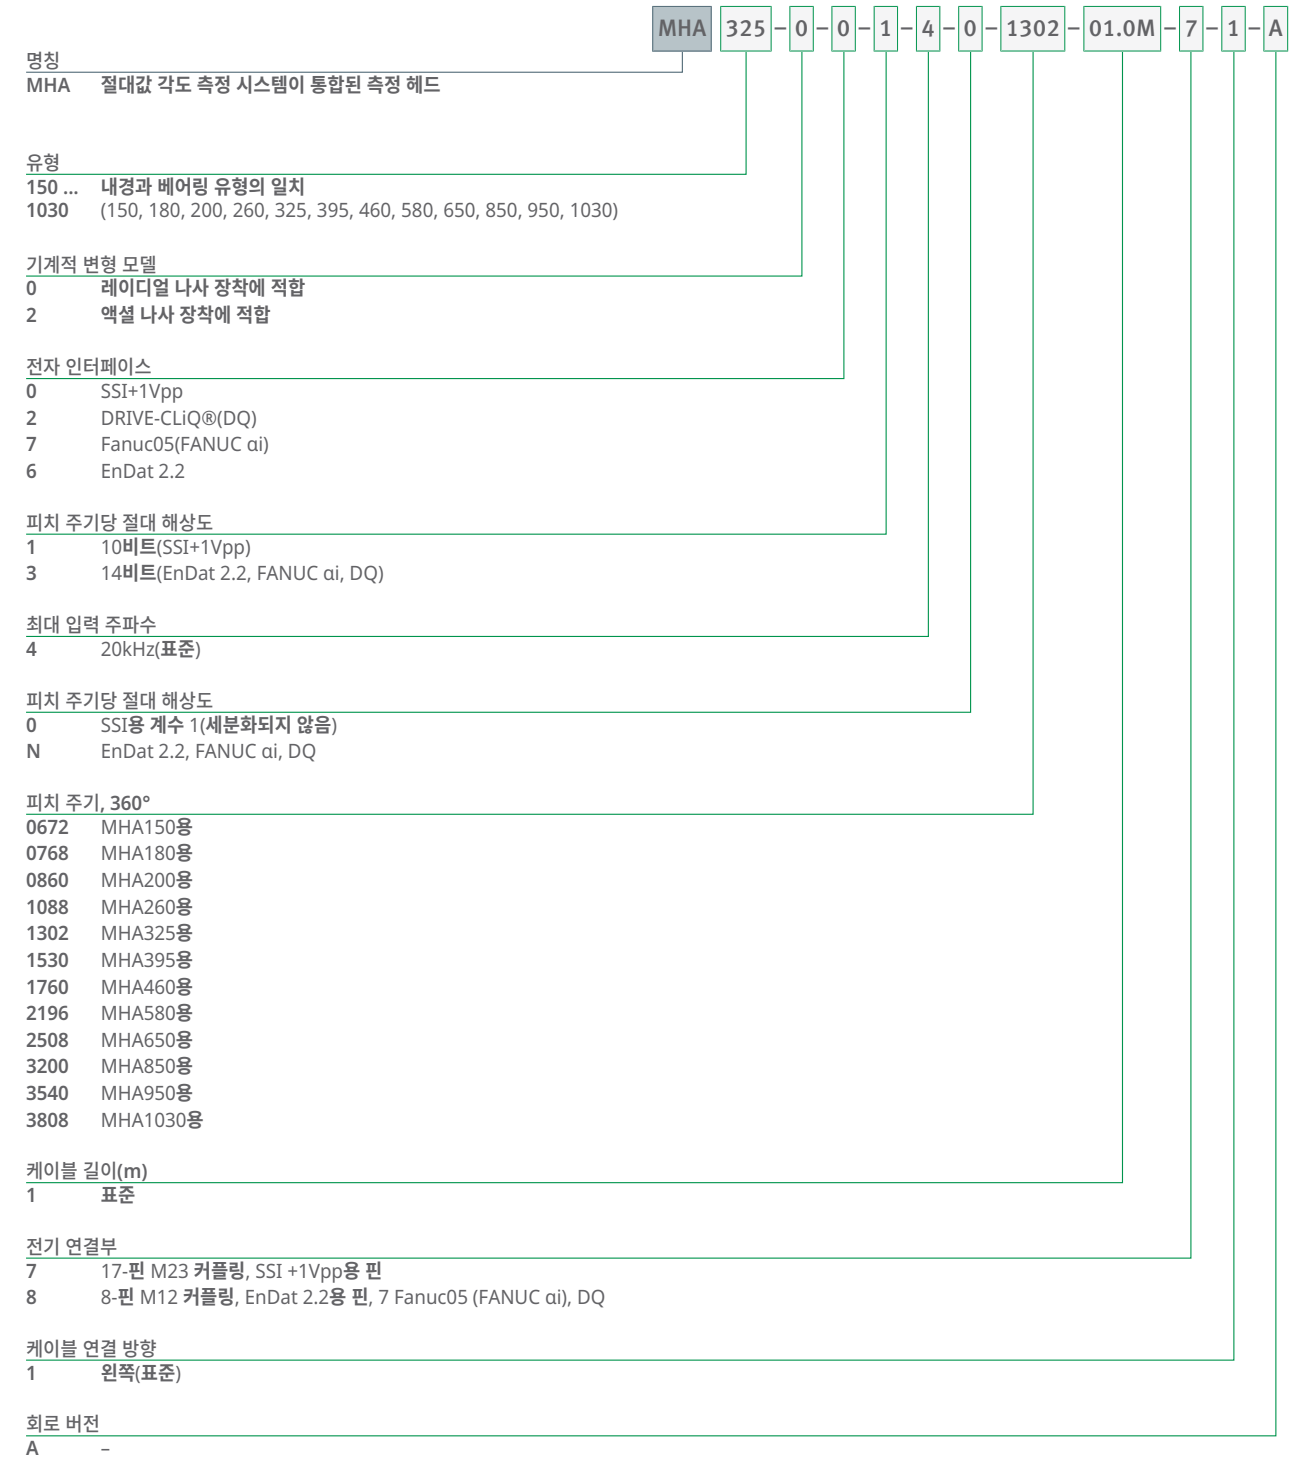 MHA 325-0-0-1-4-0-1302-01.0M-7-1-A
명칭
MHA 절대값 각도 측정 시스템이 통합된 측정 헤드
유형
150 ... 내경과 베어링 유형의 일치
1030 (150, 180, 200, 260, 325, 395, 460, 580, 650, 850, 950, 1030)
기계적 변형 모델
0 레이디얼 나사 장착에 적합
2 액셜 나사 장착에 적합
전자 인터페이스
0 SSI+1Vpp
2 DRIVE-CLiQ®(DQ)
7 Fanuc05(FANUC αi)
6 EnDat 2.2
피치 주기당 절대 해상도
1 10비트(SSI+1Vpp)
3 14비트(EnDat 2.2, FANUC αi, DQ)
최대 입력 주파수
4 20kHz(표준)
피치 주기당 절대 해상도
0 SSI용 계수 1(세분화되지 않음)
N EnDat 2.2, FANUC αi, DQ
피치 주기, 360°
0672 MHA150용
0768 MHA180용
0860 MHA200용
1088 MHA260용
1302 MHA325용
1530 MHA395용
1760 MHA460용
2196 MHA580용
2508 MHA650용
3200 MHA850용
3540 MHA950용
3808 MHA1030용
케이블 길이(m)
1 표준
전기 연결부
7 17-핀 M23 커플링, SSI +1Vpp용 핀
8 8-핀 M12 커플링, EnDat 2.2용 핀, 7 Fanuc05 (FANUC αi), DQ
케이블 연결 방향
1 왼쪽(표준)
회로 버전
A –